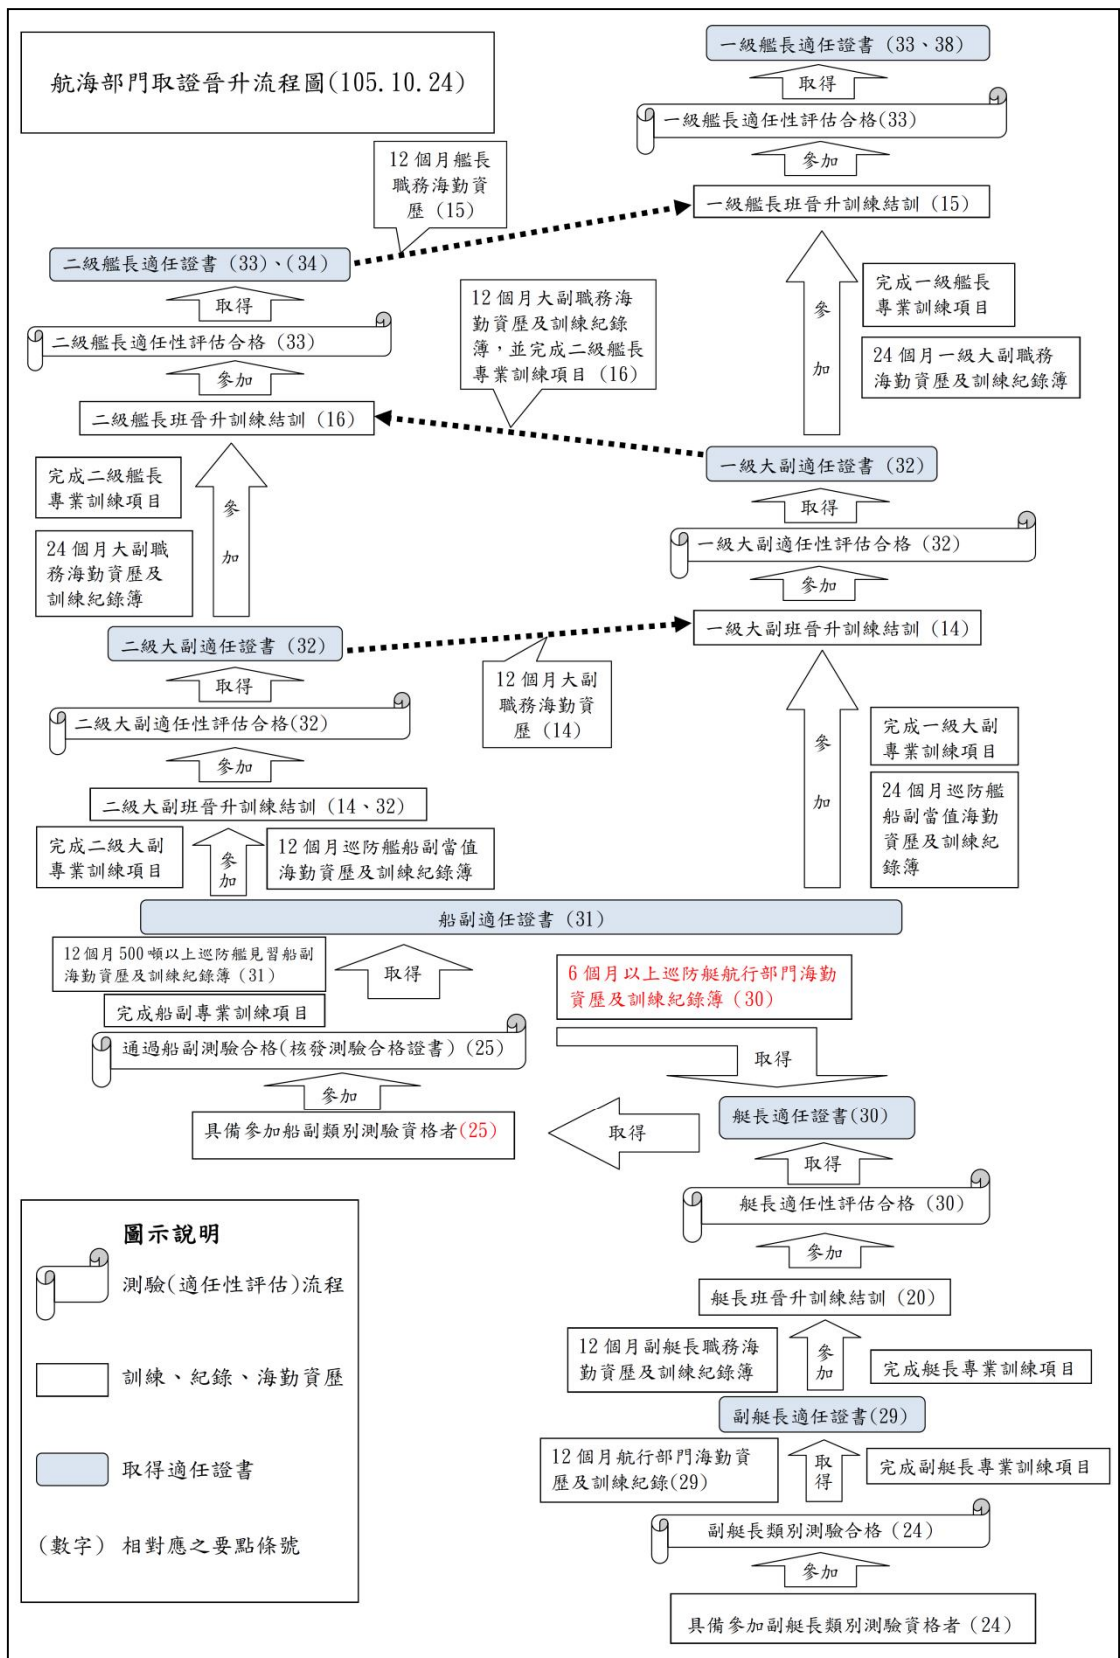 航海部門取證晉升流程圖(105.10.24)
一級艦長適任證書 (33、38)
取得
一級艦長適任性評估合格(33)
參加
一級艦長班晉升訓練結訓 (15)
12 個月艦長
職務海勤資
歷 (15)
二級艦長適任證書 (33)、(34)
取得
二級艦長適任性評估合格 (33)
參加
二級艦長班晉升訓練結訓 (16)
12 個月大副職務海
勤資歷及訓練紀錄
簿,並完成二級艦長
專業訓練項目 (16)
參
加
完成一級艦長
專業訓練項目
24 個月一級大副職務
海勤資歷及訓練紀錄簿
一級大副適任證書 (32)
取得
一級大副適任性評估合格 (32)
參加
一級大副班晉升訓練結訓 (14)
完成二級艦長
專業訓練項目
24 個月大副職
務海勤資歷及
訓練紀錄簿
參
加
二級大副適任證書 (32)
取得
二級大副適任性評估合格(32)
參加
二級大副班晉升訓練結訓 (14、32)
12 個月大副
職務海勤資
歷 (14)
參
加
完成一級大副
專業訓練項目
24 個月巡防艦
船副當值海勤
資歷及訓練紀
錄簿
完成二級大副
專業訓練項目
參
加
12 個月巡防艦船副當值
海勤資歷及訓練紀錄簿
船副適任證書 (31)
12 個月 500 噸以上巡防艦見習船副
海勤資歷及訓練紀錄簿 (31)
完成船副專業訓練項目
取得
6 個月以上巡防艇航行部門海勤
資歷及訓練紀錄簿 (30)
通過船副測驗合格(核發測驗合格證書) (25)
參加
具備參加船副類別測驗資格者(25)
取得
取得
艇長適任證書(30)
取得
艇長適任性評估合格 (30)
參加
艇長班晉升訓練結訓 (20)
12 個月副艇長職務海
勤資歷及訓練紀錄簿
參
加
完成艇長專業訓練項目
副艇長適任證書(29)
12 個月航行部門海勤資
歷及訓練紀錄(29)
取
得
完成副艇長專業訓練項目
副艇長類別測驗合格 (24)
參加
具備參加副艇長類別測驗資格者 (24)
圖示說明
測驗(適任性評估)流程
訓練、紀錄、海勤資歷
取得適任證書
(數字) 相對應之要點條號